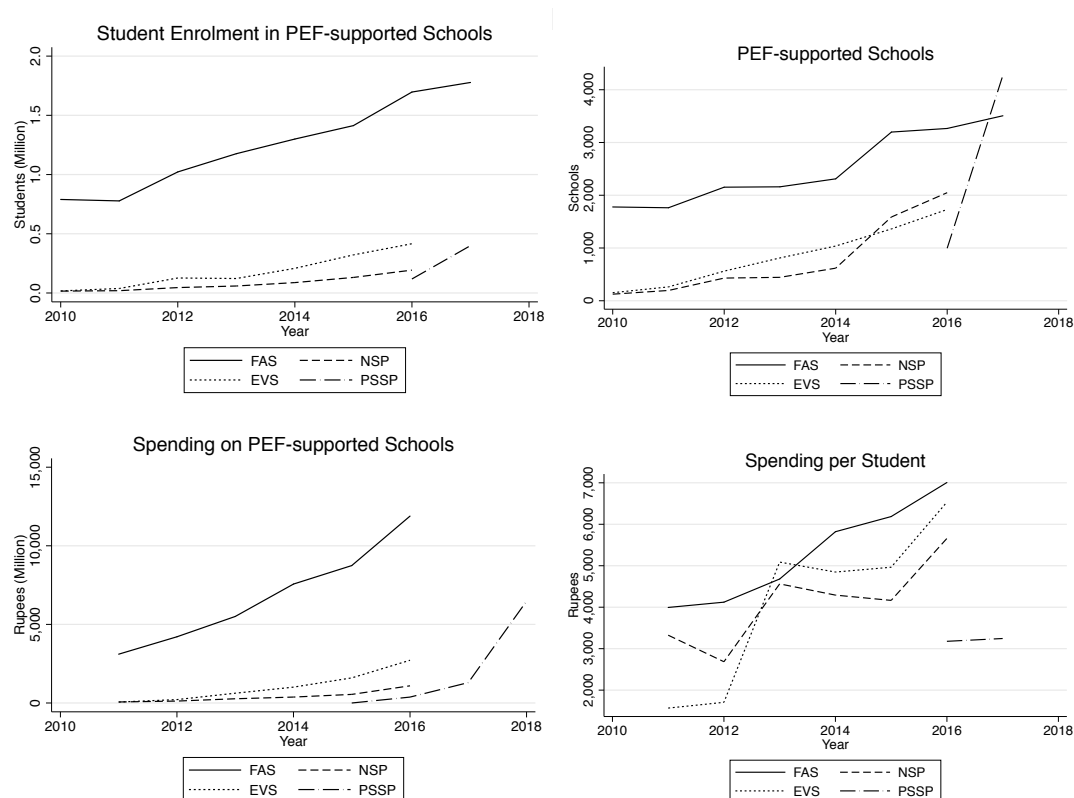 Student Enrolment in PEF-supported Schools
Students (Million)
2.0
1.5
1.0
0.5
0.0
2010 2012 2014 2016 2018
Year
FAS NSP
EVS PSSP
PEF-supported Schools
Schools
4,000
3,000
2,000
1,000
0
2010 2012 2014 2016 2018
Year
FAS NSP
EVS PSSP
Spending on PEF-supported Schools
Rupees (Million)
15,000
10,000
5,000
0
2010 2012 2014 2016 2018
Year
FAS NSP
EVS PSSP
Spending per Student
Rupees
7,000
6,000
5,000
4,000
3,000
2,000
2010 2012 2014 2016 2018
Year
FAS NSP
EVS PSSP